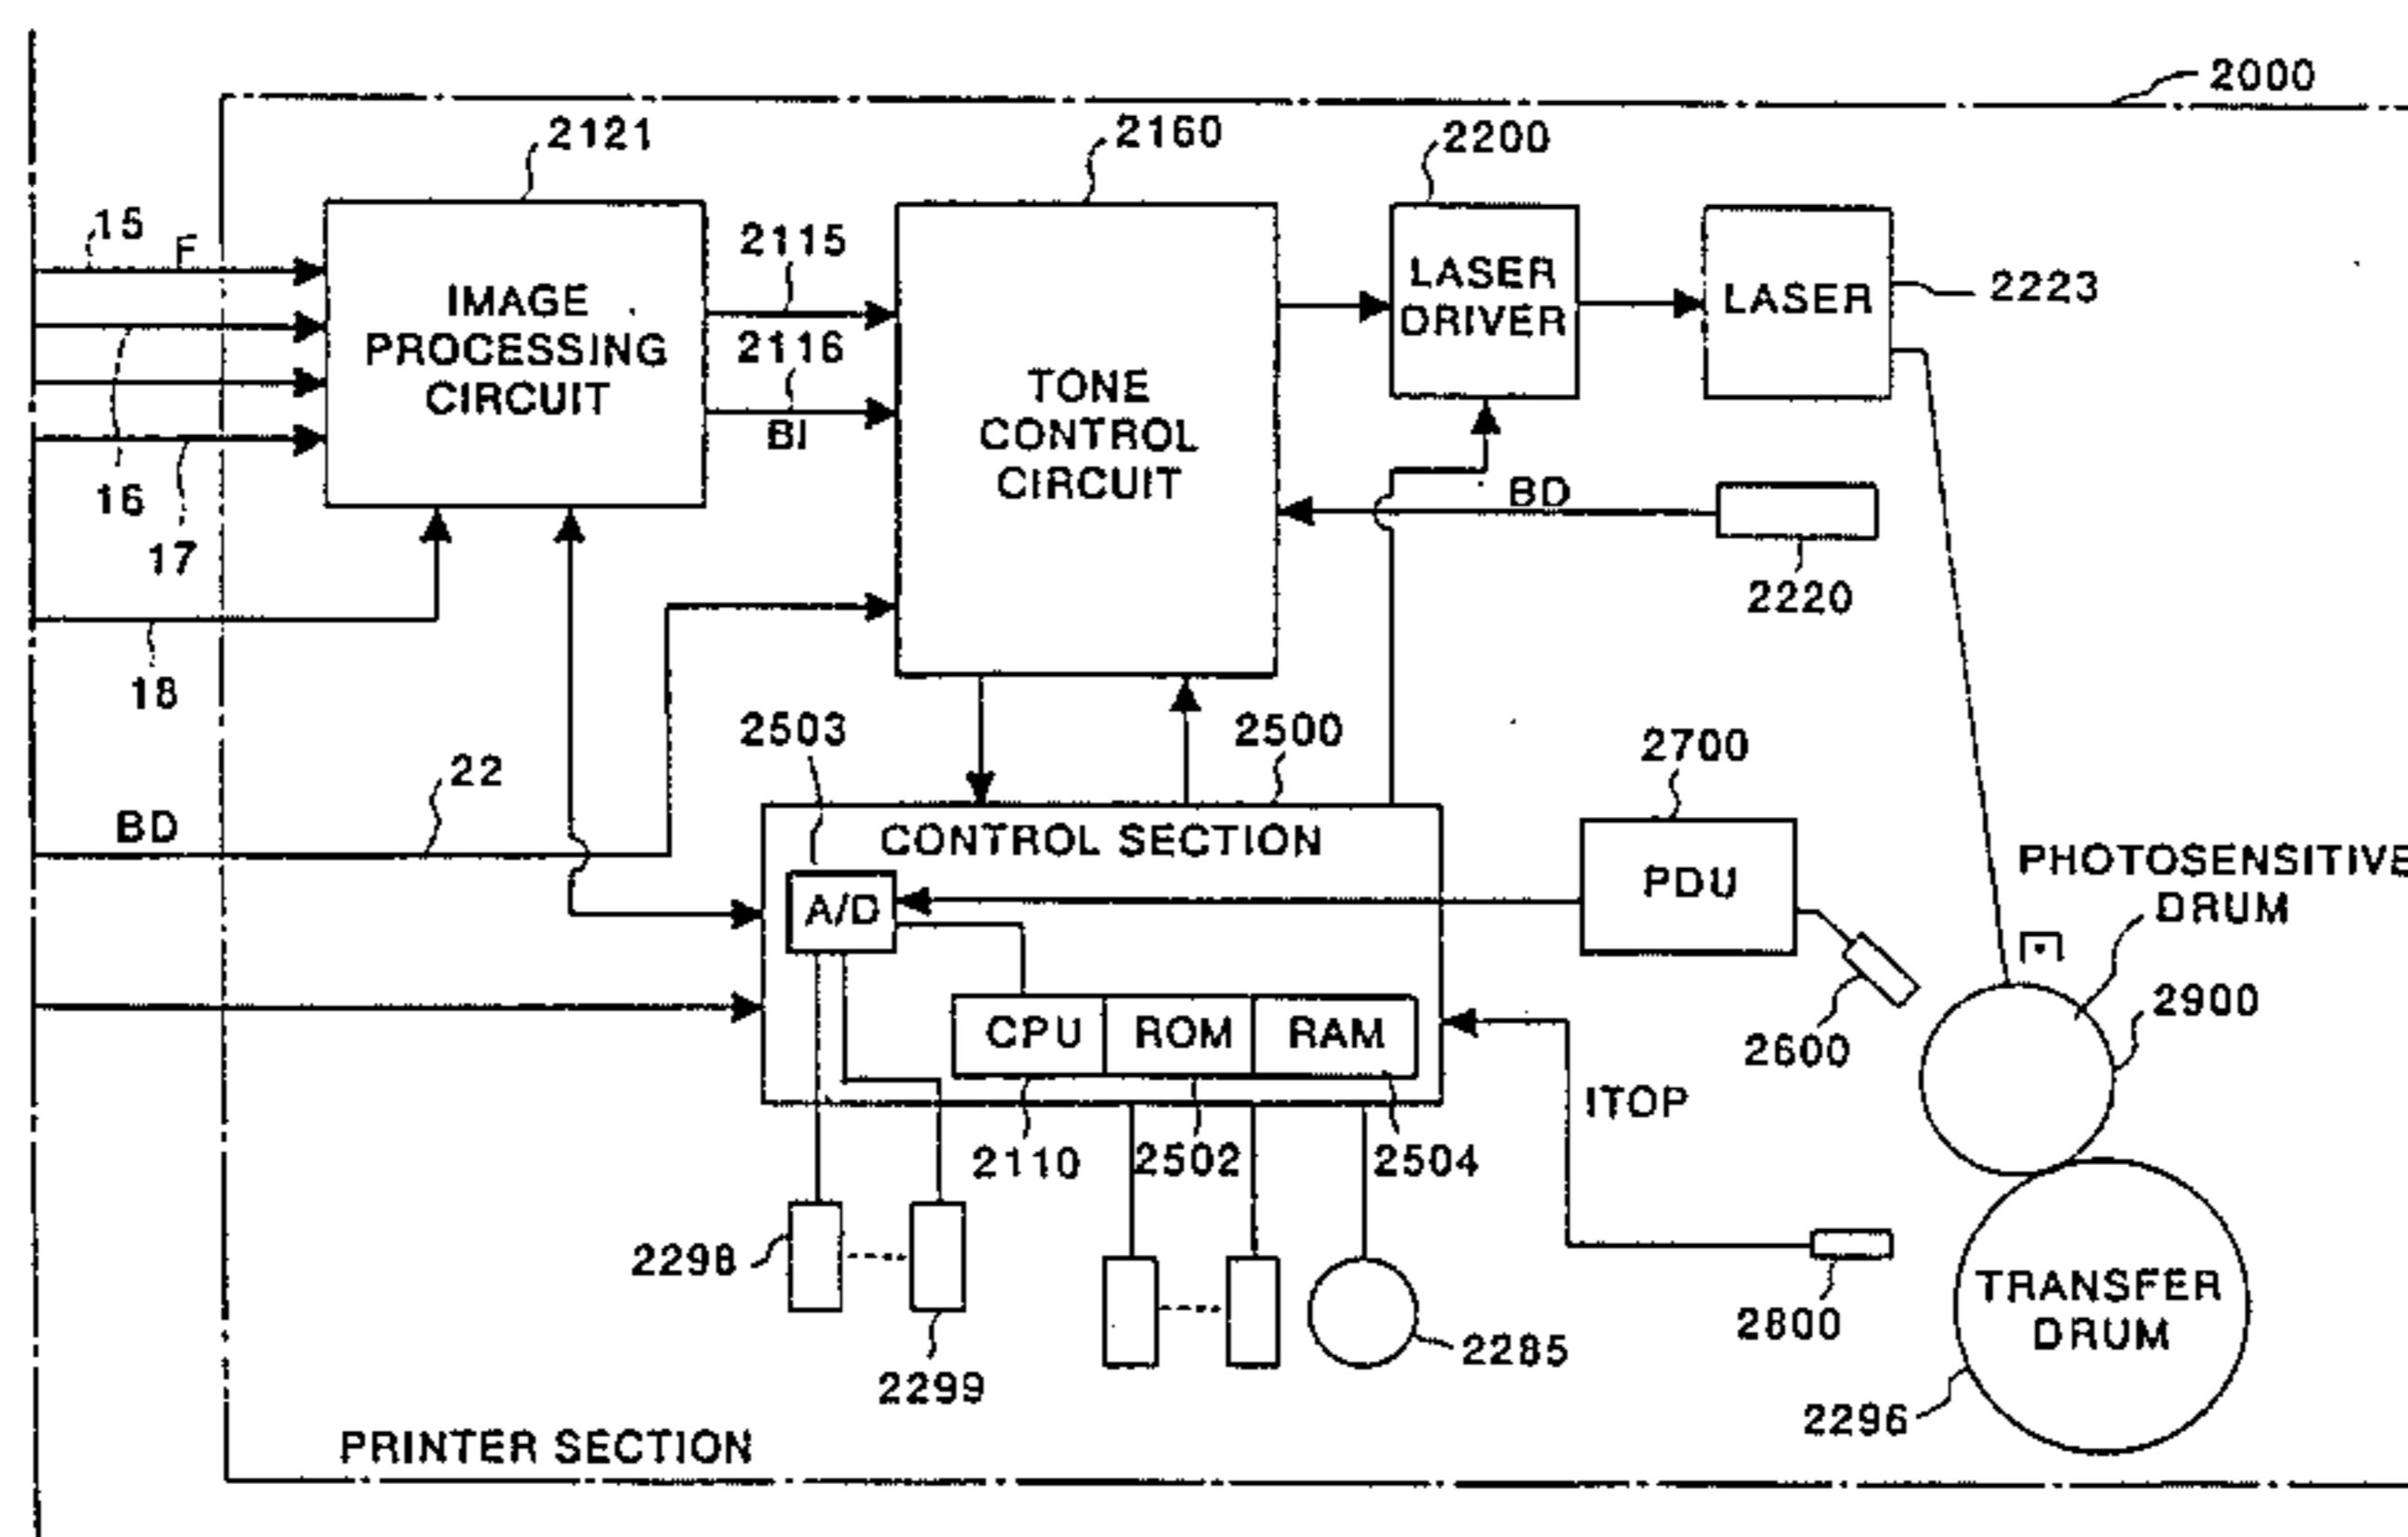 2000
2121
2160
2200
15
F
2115
LASER
DRIVER
LASER
2223
IMAGE
PROCESSING
CIRCUIT
2116
BI
TONE
CONTROL
CIRCUIT
16
17
BD
2220
18
2503
2500
2700
22
BD
CONTROL SECTION
A/D
PDU
PHOTOSENSITIVE
DRUM
2900
CPU
ROM
RAM
2600
ITOP
2110
2502
2504
2298
2299
2285
2800
TRANSFER
DRUM
2296
PRINTER SECTION